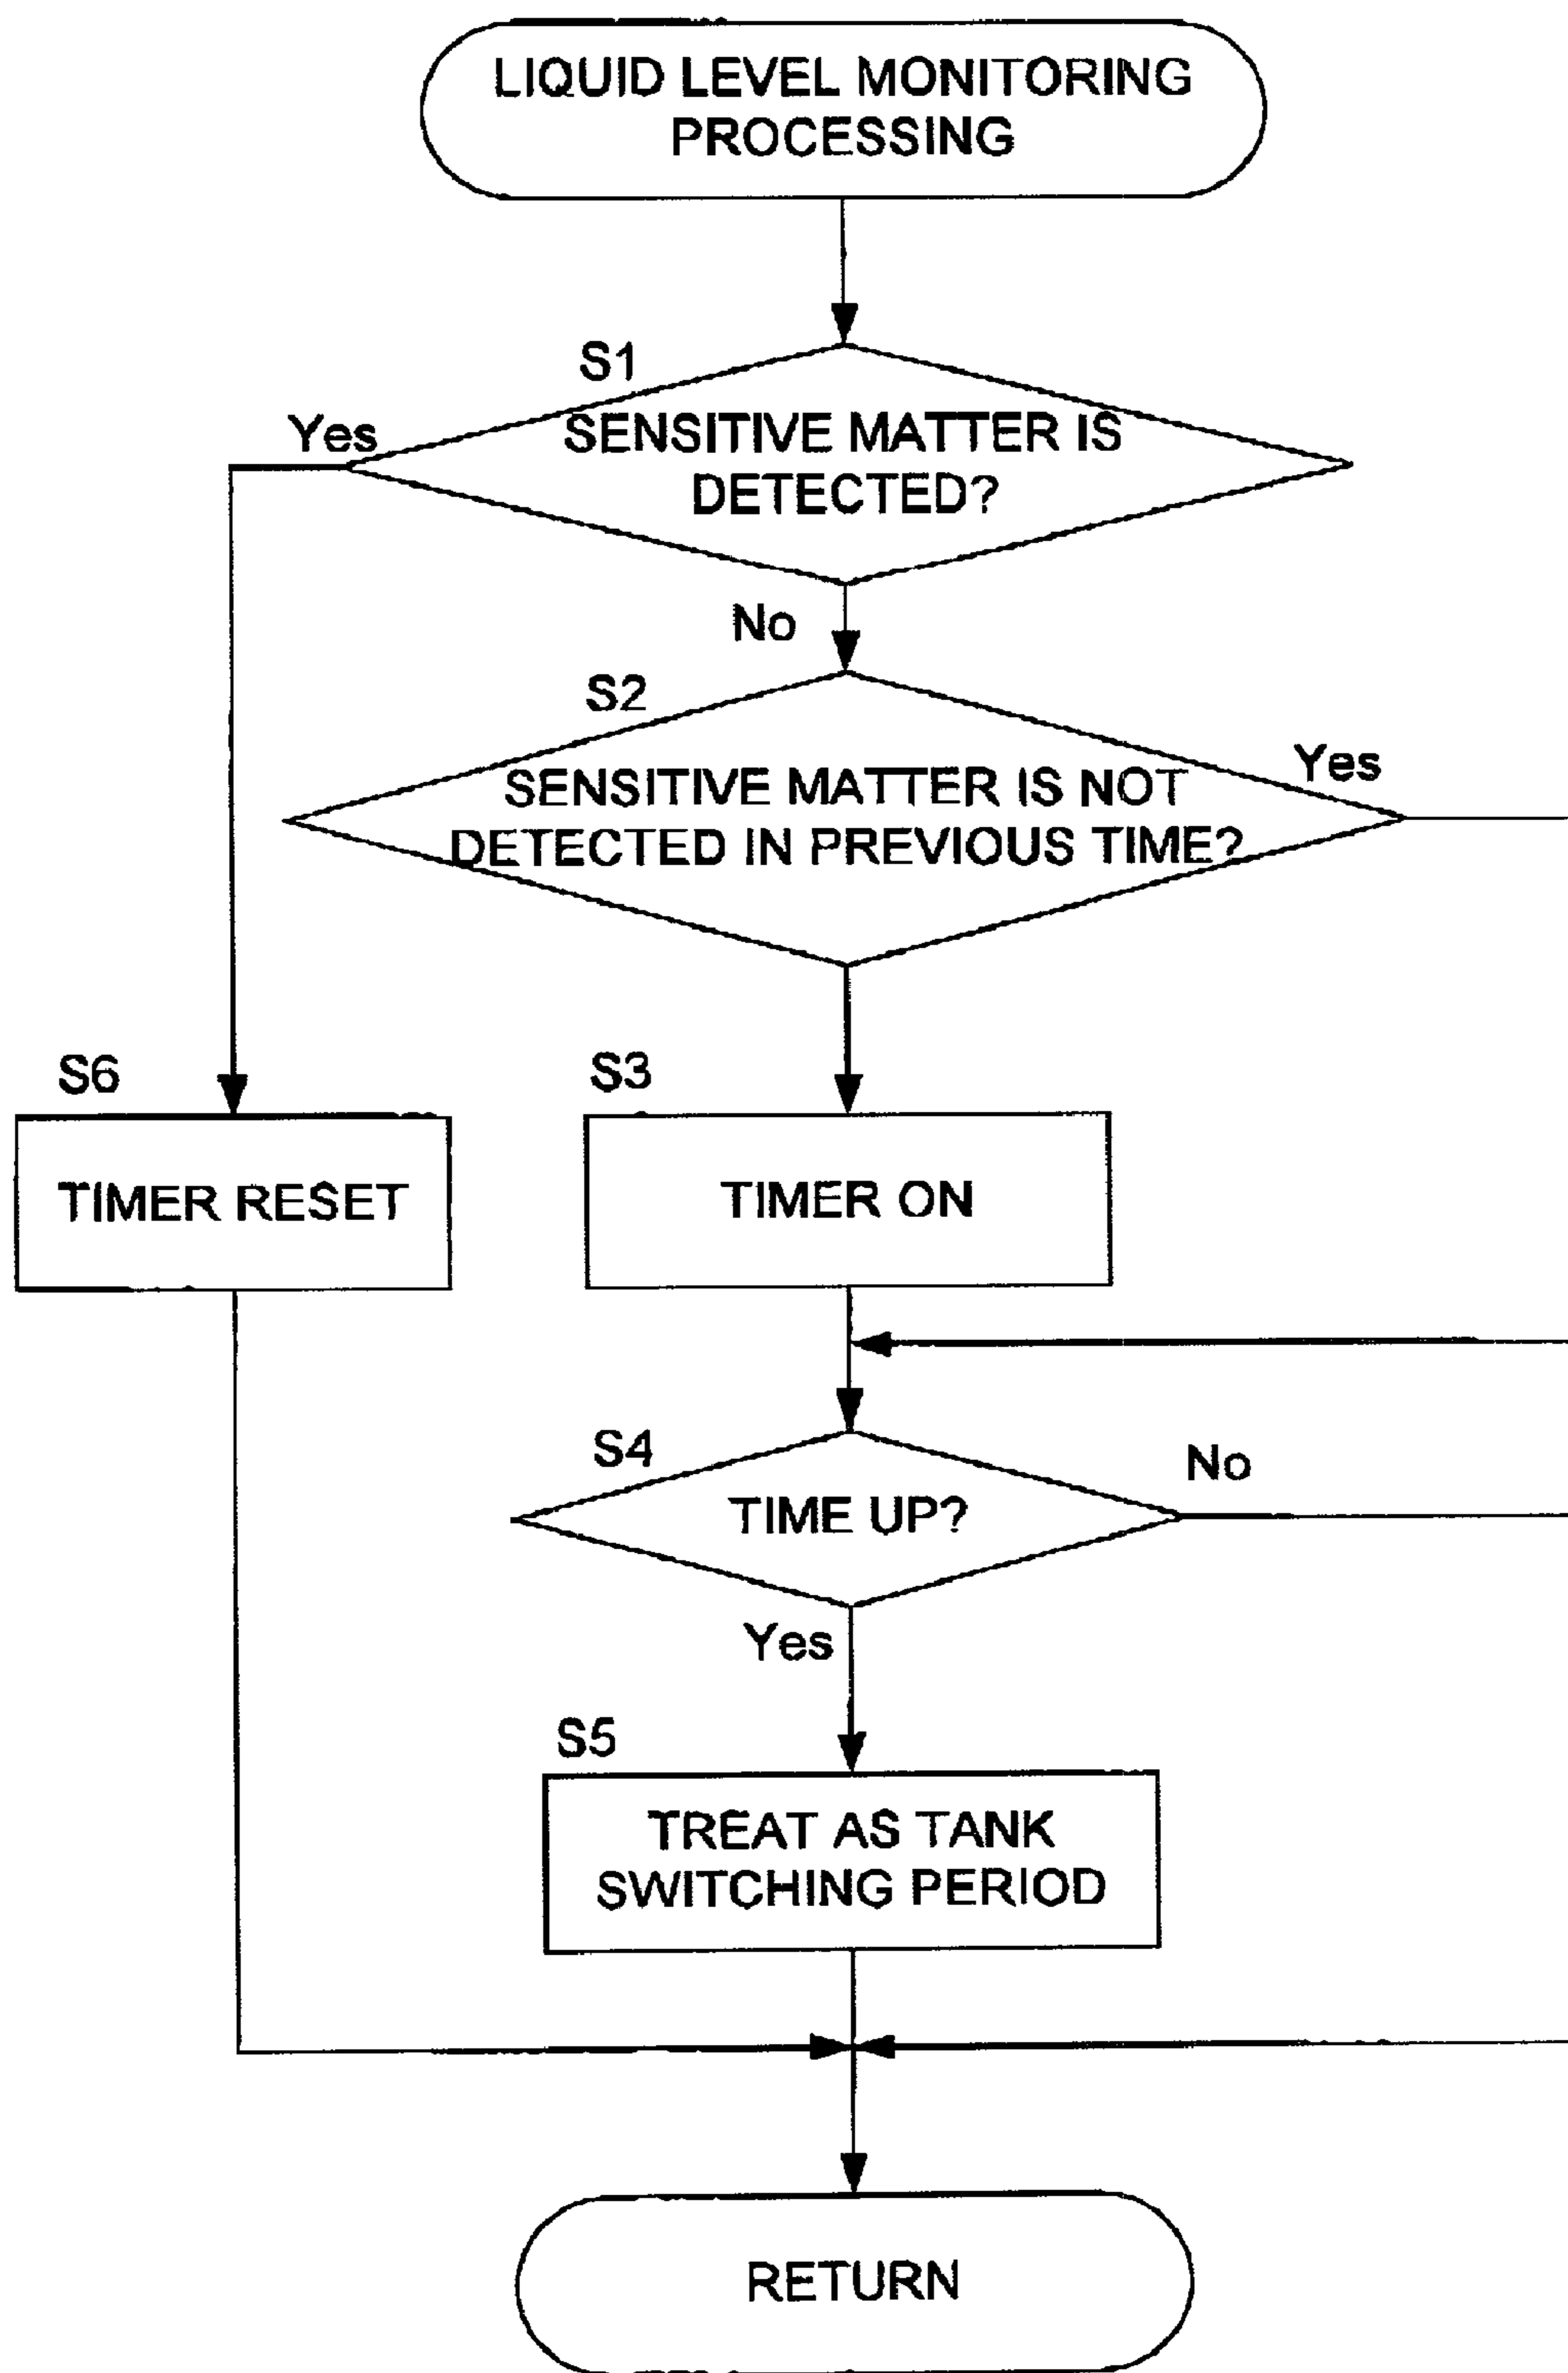 LIQUID LEVEL MONITORING
PROCESSING
S1
Yes
SENSITIVE MATTER IS
DETECTED?
No
S2
Yes
SENSITIVE MATTER IS NOT
DETECTED IN PREVIOUS TIME?
S6
S3
TIMER RESET
TIMER ON
S4
No
TIME UP?
Yes
S5
TREAT AS TANK
SWITCHING PERIOD
RETURN